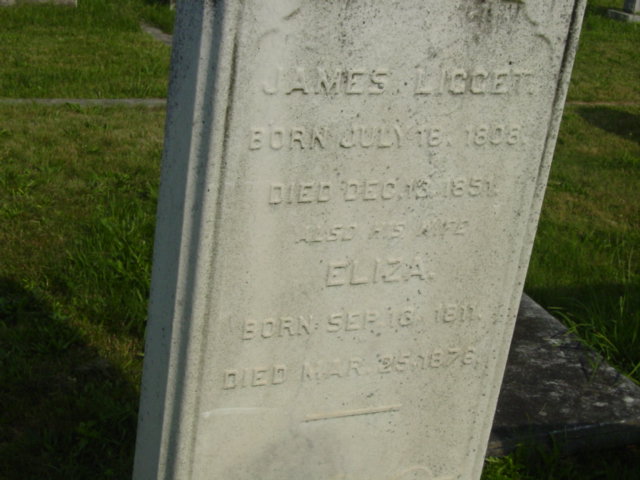 JAMES LIGGET.
BORN JULY 18. 1808.
DIED DEC. 13. 1851.
ALSO HIS WIFE
ELIZA.
BORN SEP. 13. 1811.
DIED MAR. 25. 1876.